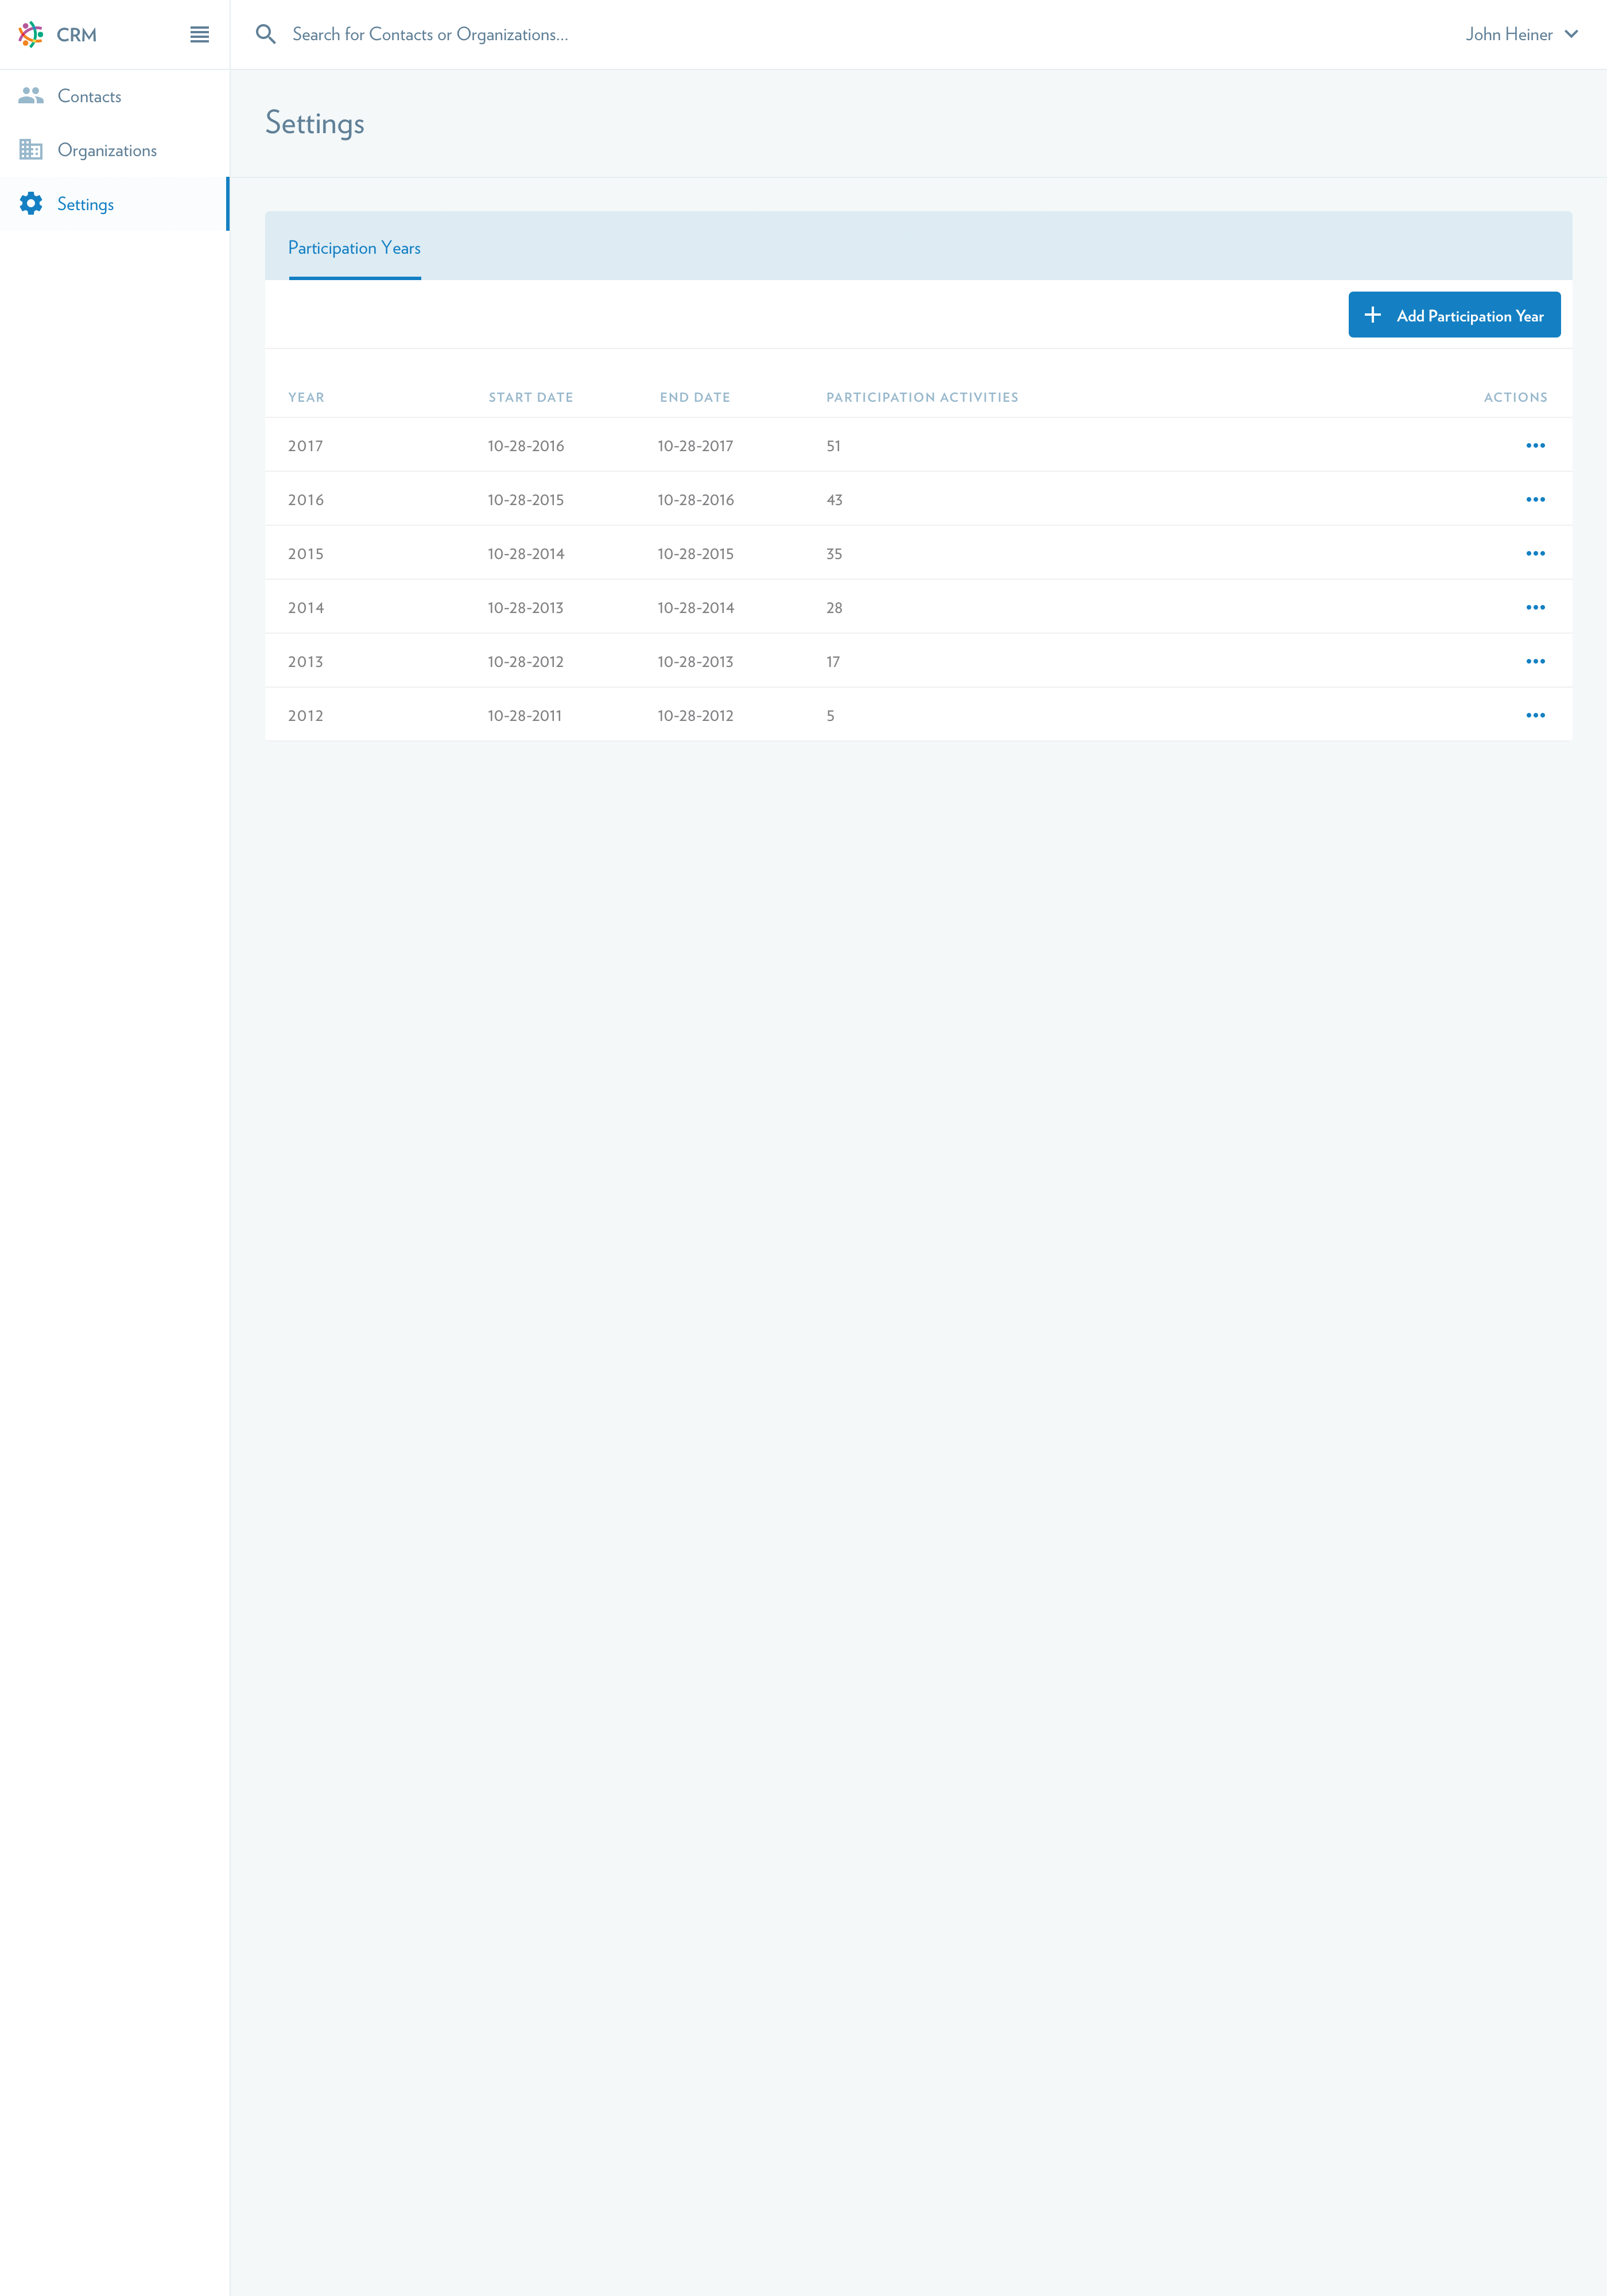 CRM
Search for Contacts or Organizations...
John Heiner
Contacts
Organizations
Settings
Settings
Participation Years
Add Participation Year
YEAR START DATE END DATE PARTICIPATION ACTIVITIES ACTIONS
2017 10-28-2016 10-28-2017 51
2016 10-28-2015 10-28-2016 43
2015 10-28-2014 10-28-2015 35
2014 10-28-2013 10-28-2014 28
2013 10-28-2012 10-28-2013 17
2012 10-28-2011 10-28-2012 5